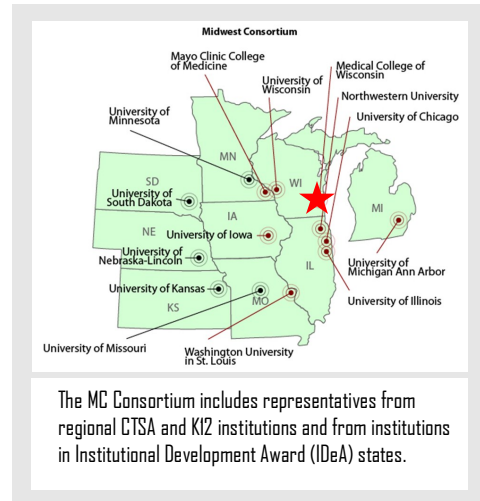 Midwest Consortium
Mayo Clinic College
of Medicine
Medical College of
Wisconsin
University of
Wisconsin
Northwestern University
University of Chicago
University of
Minnesota
MN
WI
SD
University of
South Dakota
MI
IA
NE
University of Iowa
University of
Nebraska-Lincoln
IL
University of
Michigan Ann Arbor
University of Kansas
MO
KS
University of Illinois
University of Missouri
Washington University
in St. Louis
The MC Consortium includes representatives from
regional CTSA and K12 institutions and from institutions
in Institutional Development Award (IDeA) states.